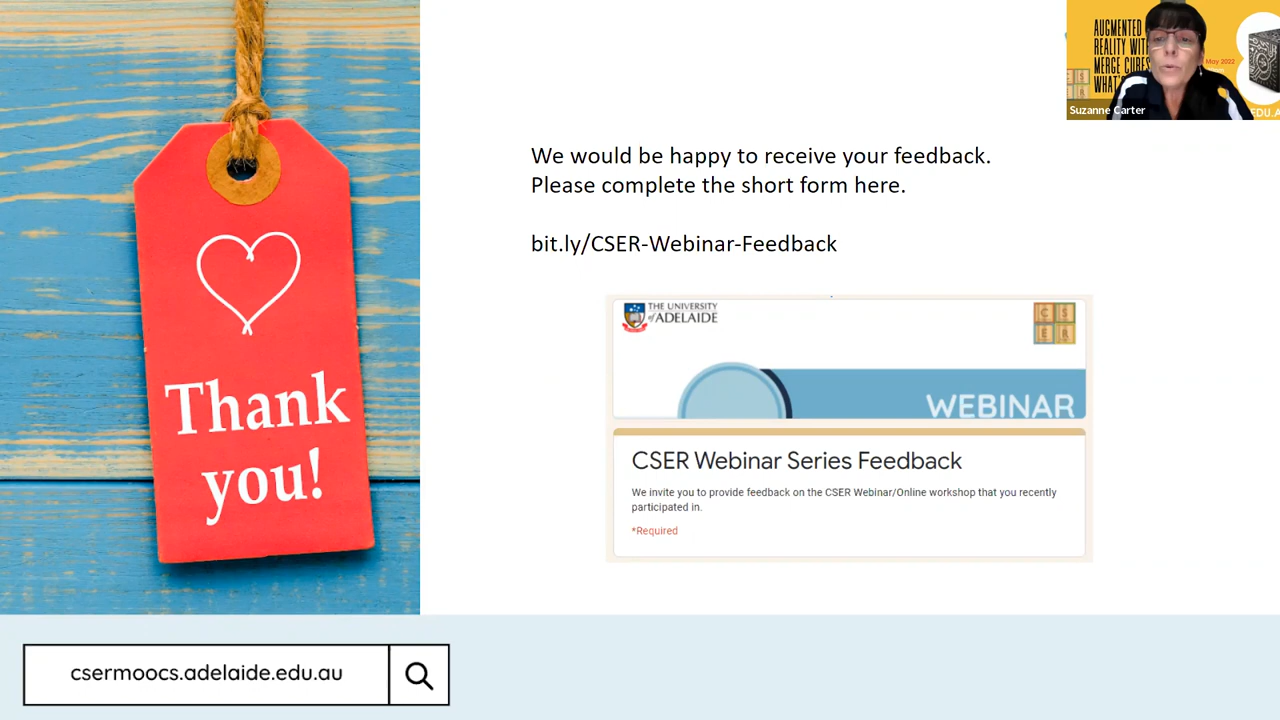 Thank
you!
We would be happy to receive your feedback.
Please complete the short form here.
bit.ly/CSER-Webinar-Feedback
THE UNIVERSITY
of ADELAIDE
C S
E R
WEBINAR
CSER Webinar Series Feedback
We invite you to provide feedback on the CSER Webinar/Online workshop that you recently
participated in.
*Required
csermoocs.adelaide.edu.au
AUGMENTED
REALITY WIT
MERGE CUBES
WHAT'
May 2022
EDU.A
Suzanne Carter